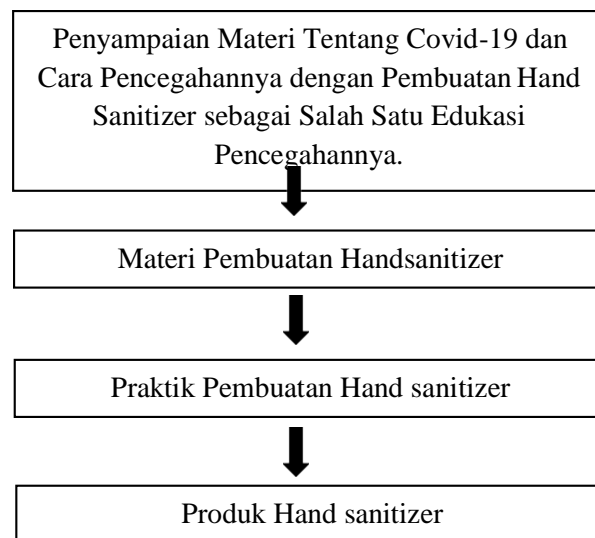 Penyampaian Materi Tentang Covid-19 dan
Cara Pencegahannya dengan Pembuatan Hand
Sanitizer sebagai Salah Satu Edukasi
Pencegahannya.
Materi Pembuatan Handsanitizer
Praktik Pembuatan Hand sanitizer
Produk Hand sanitizer